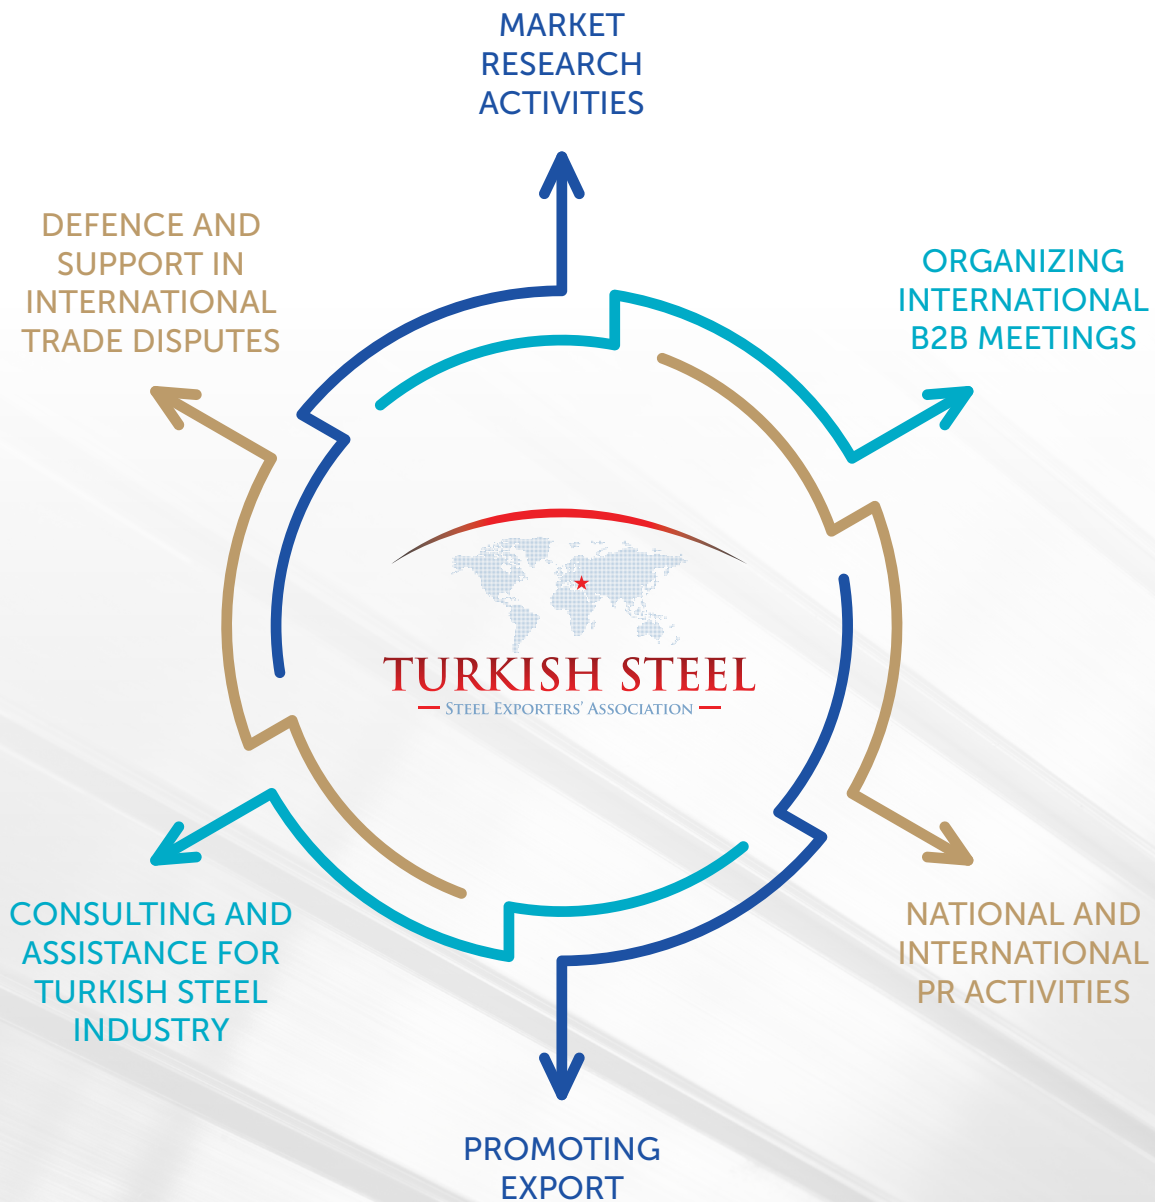 MARKET
RESEARCH
ACTIVITIES
DEFENCE AND
SUPPORT IN
INTERNATIONAL
TRADE DISPUTES
ORGANIZING
INTERNATIONAL
B2B MEETINGS
TURKISH STEEL
STEEL EXPORTERS' ASSOCIATION
CONSULTING AND
ASSISTANCE FOR
TURKISH STEEL
INDUSTRY
NATIONAL AND
INTERNATIONAL
PR ACTIVITIES
PROMOTING
EXPORT